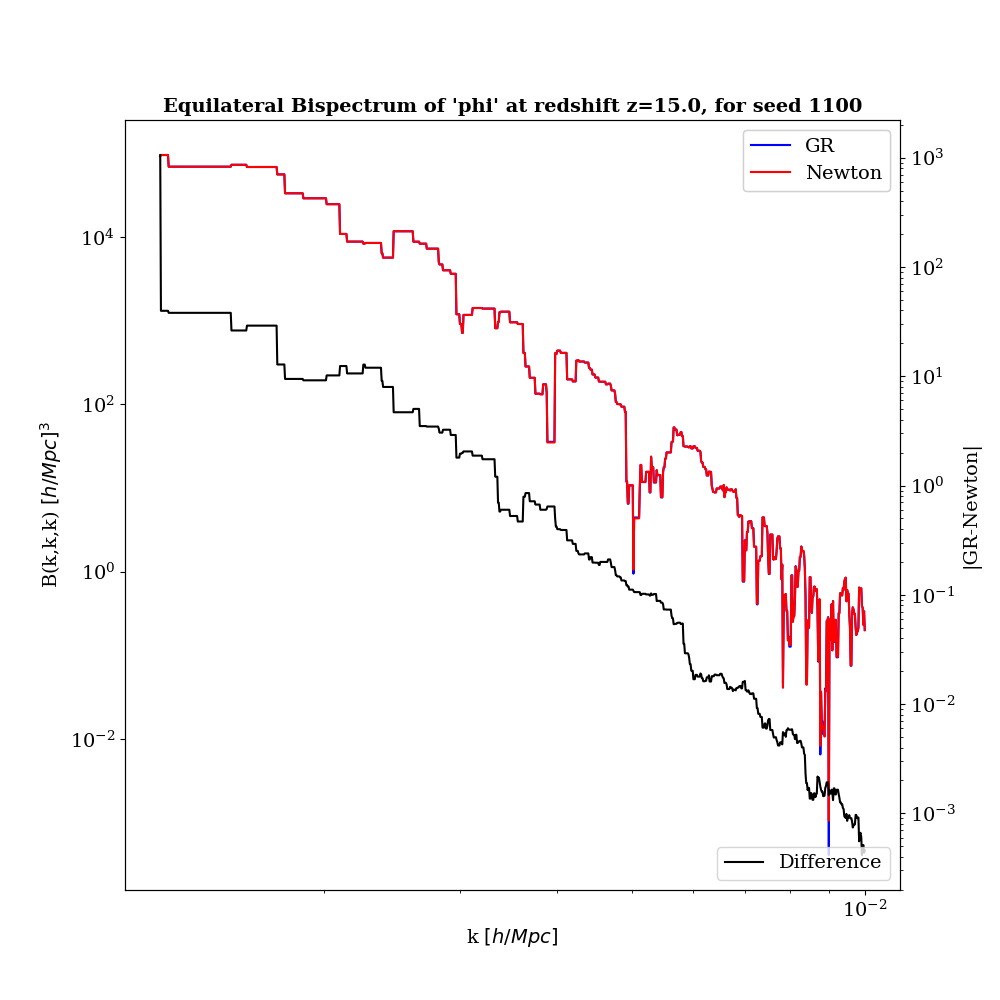 Equilateral Bispectrum of 'phi' at redshift z=15.0, for seed 1100
GR
Newton
10^4
10^2
10^0
10^−2
B(k,k,k) [h/Mpc]^3
10^3
10^2
10^1
10^0
10^−1
10^−2
10^−3
|GR-Newton|
Difference
10^−2
k [h/Mpc]